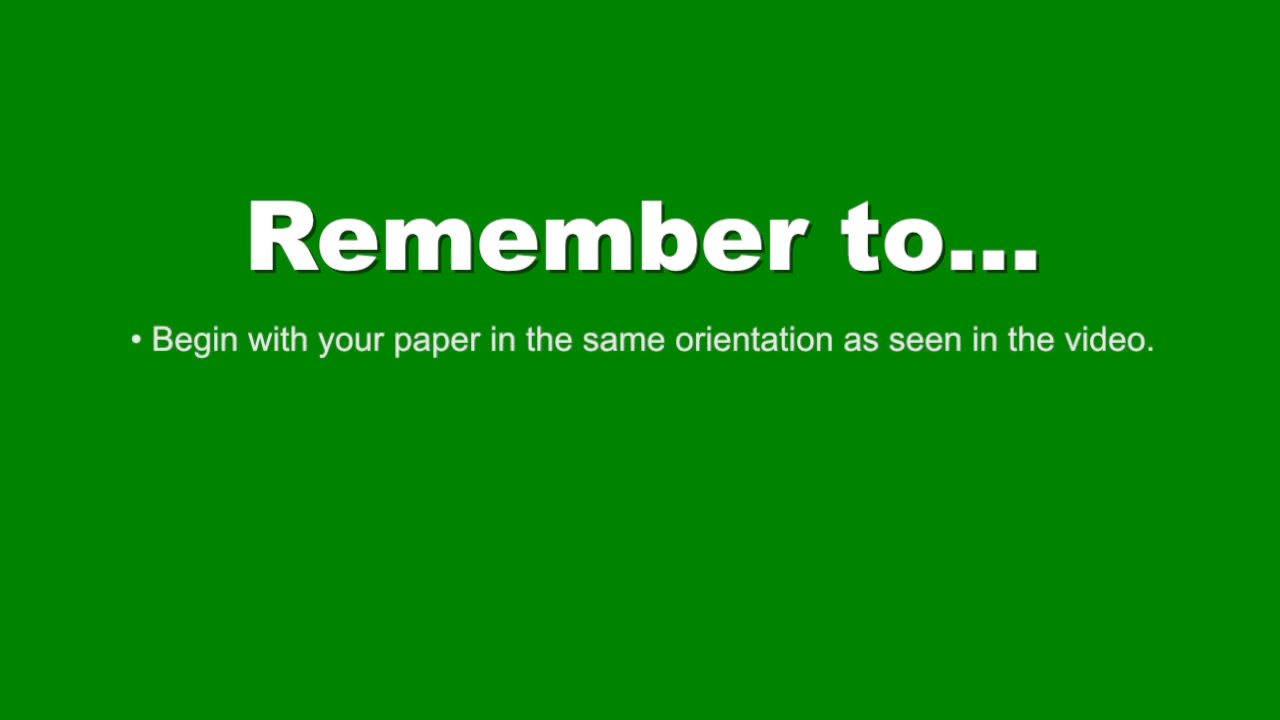 Remember to...
• Begin with your paper in the same orientation as seen in the video.